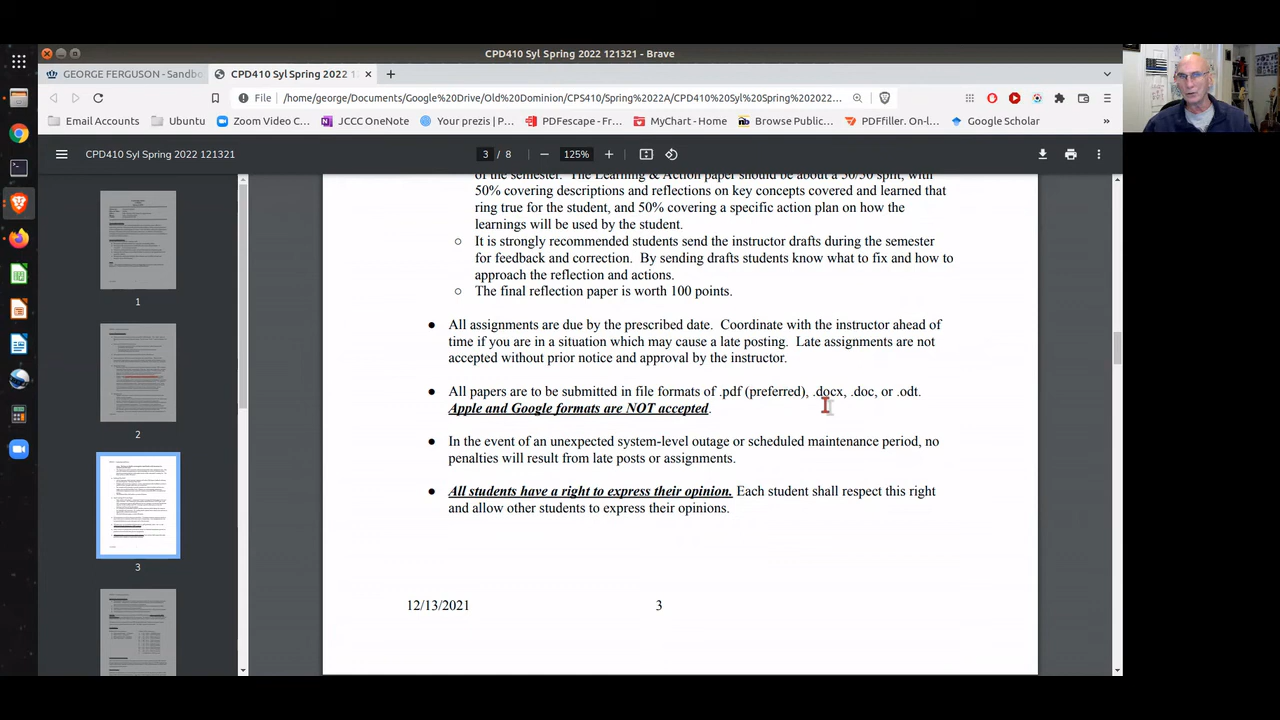 CPD410 Syl Spring 2022 121321 - Brave
GEORGE FERGUSON - Sandbo
CPD410 Syl Spring 2022 1
File
/home/george/Documents/Google%20Drive/Old%20Dominion/CPS410/Spring%2022A/CPD410%20Syl%20Spring%202022...
Email Accounts
Ubuntu
Zoom Video C...
JCCC OneNote
Your prezis | P...
PDFescape - Fr...
MyChart - Home
Browse Public...
PDFfiller. On-l...
Google Scholar
CPD410 Syl Spring 2022 121321
3 / 8
125%
of the semester. The Learning & Action paper should be about a 50/50 split, with
50% covering descriptions and reflections on key concepts covered and learned that
ring true for the student, and 50% covering a specific action plan on how the
learnings will be used by the student.
○ It is strongly recommended students send the instructor drafts during the semester
for feedback and correction. By sending drafts students know what to fix and how to
approach the reflection and actions.
○ The final reflection paper is worth 100 points.
● All assignments are due by the prescribed date. Coordinate with the instructor ahead of
time if you are in a situation which may cause a late posting. Late assignments are not
accepted without prior notice and approval by the instructor.
● All papers are to be submitted in file formats of .pdf (preferred), .docx, .doc, or .odt.
Apple and Google formats are NOT accepted.
● In the event of an unexpected system-level outage or scheduled maintenance period, no
penalties will result from late posts or assignments.
● All students have a right to express their opinion. Each student shall respect this right
and allow other students to express their opinions.
12/13/2021 3
1
2
3